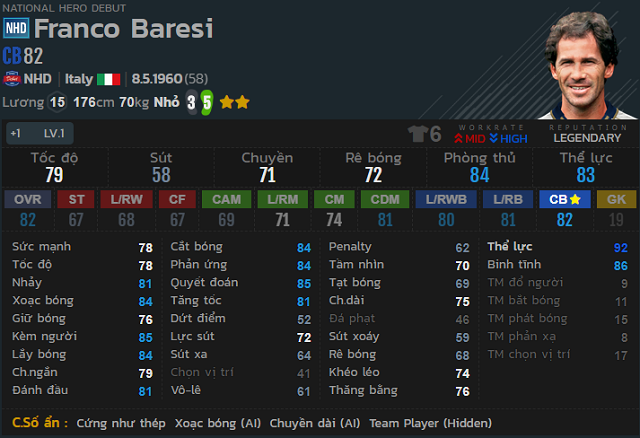 NATIONAL HERO DEBUT
NHD Franco Baresi
CB82
NHD Italy 8.5.1960(58)
Lương 15 176cm 70kg Nhỏ 3 5
+1 LV.1
6 WORKRATE MID HIGH REPUTATION LEGENDARY
Tốc độ Sút Chuyền Rê bóng Phòng thủ Thể lực
79 58 71 72 84 83
OVR ST L/RW CF CAM L/RM CM CDM L/RWB L/RB CB GK
82 67 68 67 69 71 74 81 80 81 82 19
Sức mạnh 78 Cắt bóng 84 Penalty 62 Thể lực 92
Tốc độ 78 Phản ứng 84 Tầm nhìn 70 Bình tĩnh 86
Nhảy 81 Quyết đoán 85 Tạt bóng 69 TM đổ người 9
Xoạc bóng 84 Tăng tốc 81 Ch.dài 75 TM bắt bóng 11
Giữ bóng 76 Dứt điểm 52 Đá phạt 46 TM phát bóng 15
Kèm người 85 Lực sút 72 Sút xoáy 59 TM phản xạ 8
Lấy bóng 84 Sút xa 64 Rê bóng 68 TM chọn vị trí 17
Ch.ngắn 79 Chọn vị trí 41 Khéo léo 74
Đánh đầu 81 Vô-lê 61 Thăng bằng 76
C.Số ẩn : Cứng như thép Xoạc bóng (AI) Chuyền dài (AI) Team Player (Hidden)